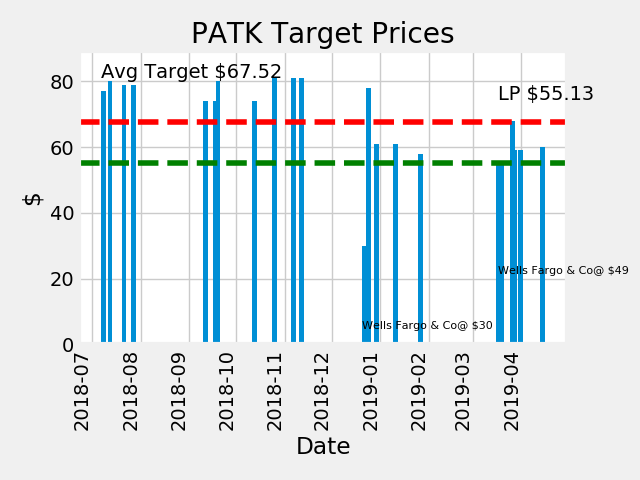 PATK Target Prices
Avg Target $67.52
LP $55.13
Wells Fargo & Co@ $49
Wells Fargo & Co@ $30
$
80
60
40
20
0
2018-07
2018-08
2018-09
2018-10
2018-11
2018-12
2019-01
2019-02
2019-03
2019-04
Date